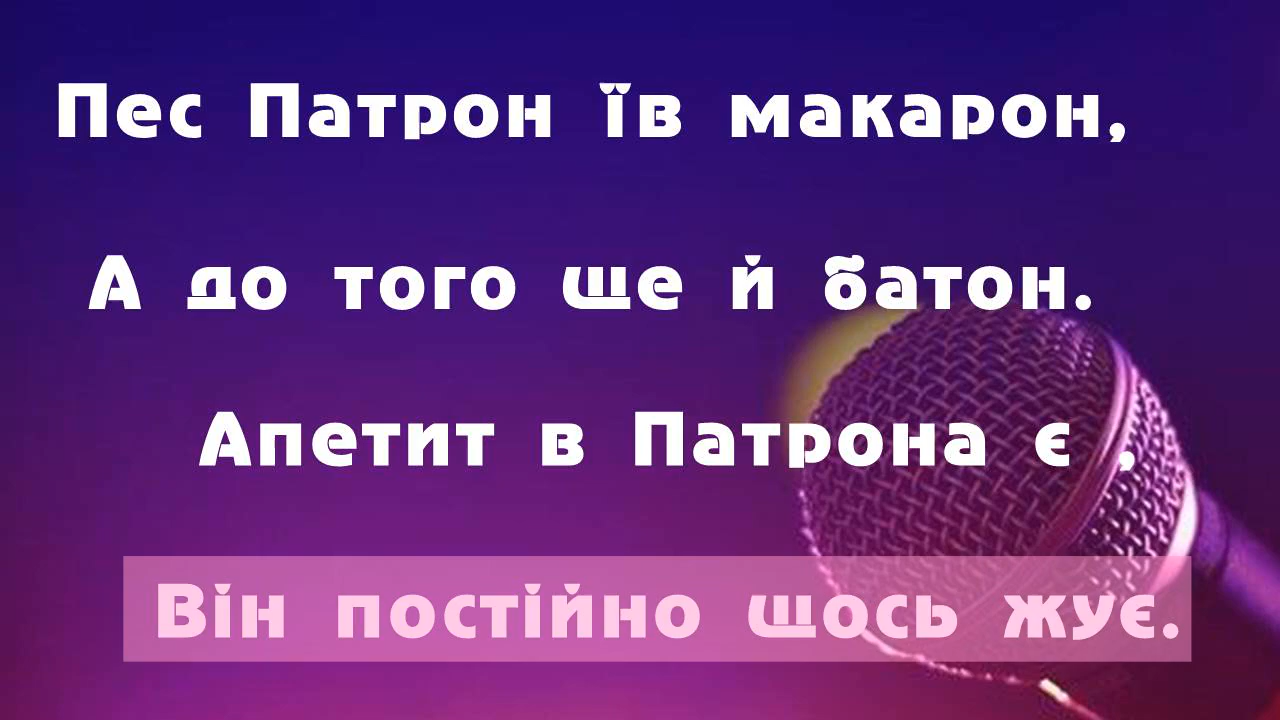 Пес Патрон їв макарон,
А до того ще й батон.
Апетит в Патрона є ,
Він постійно щось жує.